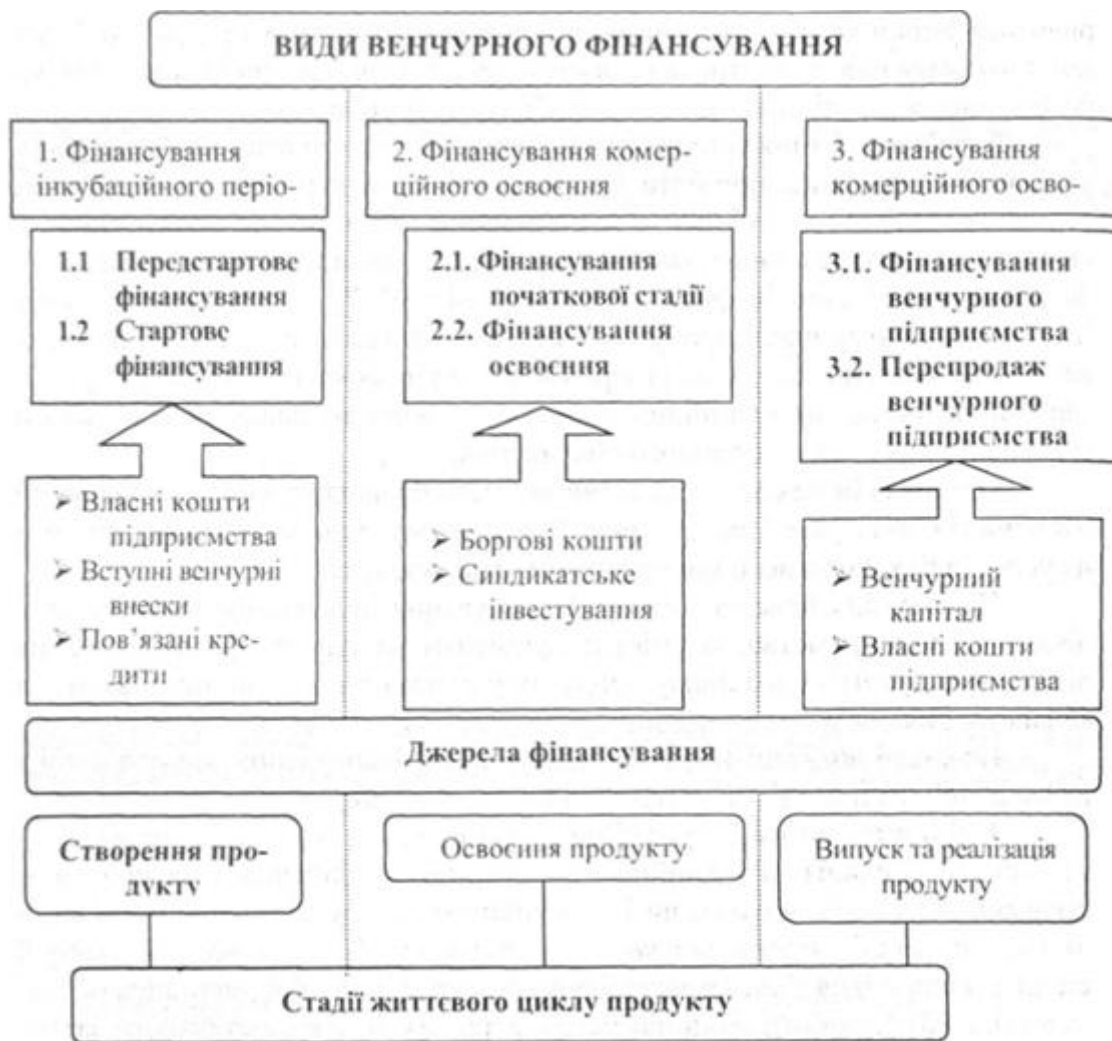 ВИДИ ВЕНЧУРНОГО ФІНАНСУВАННЯ
1. Фінансування
інкубаційного періо-
2. Фінансування комер-
ційного освоєння
3. Фінансування
комерційного осво-
1.1 Передстартове
фінансування
1.2 Стартове
фінансування
2.1. Фінансування
початкової стадії
2.2. Фінансування
освоєння
3.1. Фінансування
венчурного
підприємства
3.2. Перепродаж
венчурного
підприємства
➢ Власні кошти
підприємства
➢ Вступні венчурні
внески
➢ Пов’язані кре-
дити
➢ Боргові кошти
➢ Синдикатське
інвестування
➢ Венчурний
капітал
➢ Власні кошти
підприємства
Джерела фінансування
Створення про-
дукту
Освоєння продукту
Випуск та реалізація
продукту
Стадії життєвого циклу продукту